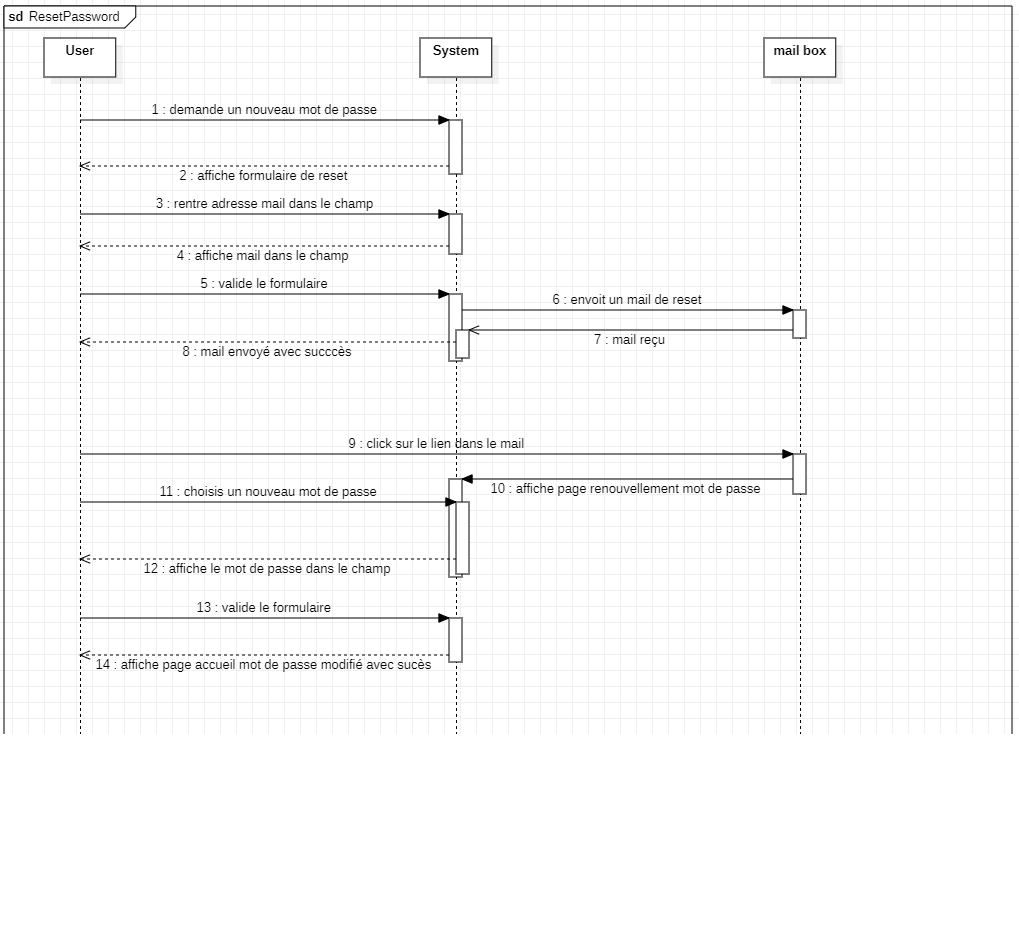 sd ResetPassword
User
System
mail box
1 : demande un nouveau mot de passe
2 : affiche formulaire de reset
3 : rentre adresse mail dans le champ
4 : affiche mail dans le champ
5 : valide le formulaire
6 : envoit un mail de reset
7 : mail reçu
8 : mail envoyé avec succcès
9 : click sur le lien dans le mail
10 : affiche page renouvellement mot de passe
11 : choisis un nouveau mot de passe
12 : affiche le mot de passe dans le champ
13 : valide le formulaire
14 : affiche page accueil mot de passe modifié avec sucès